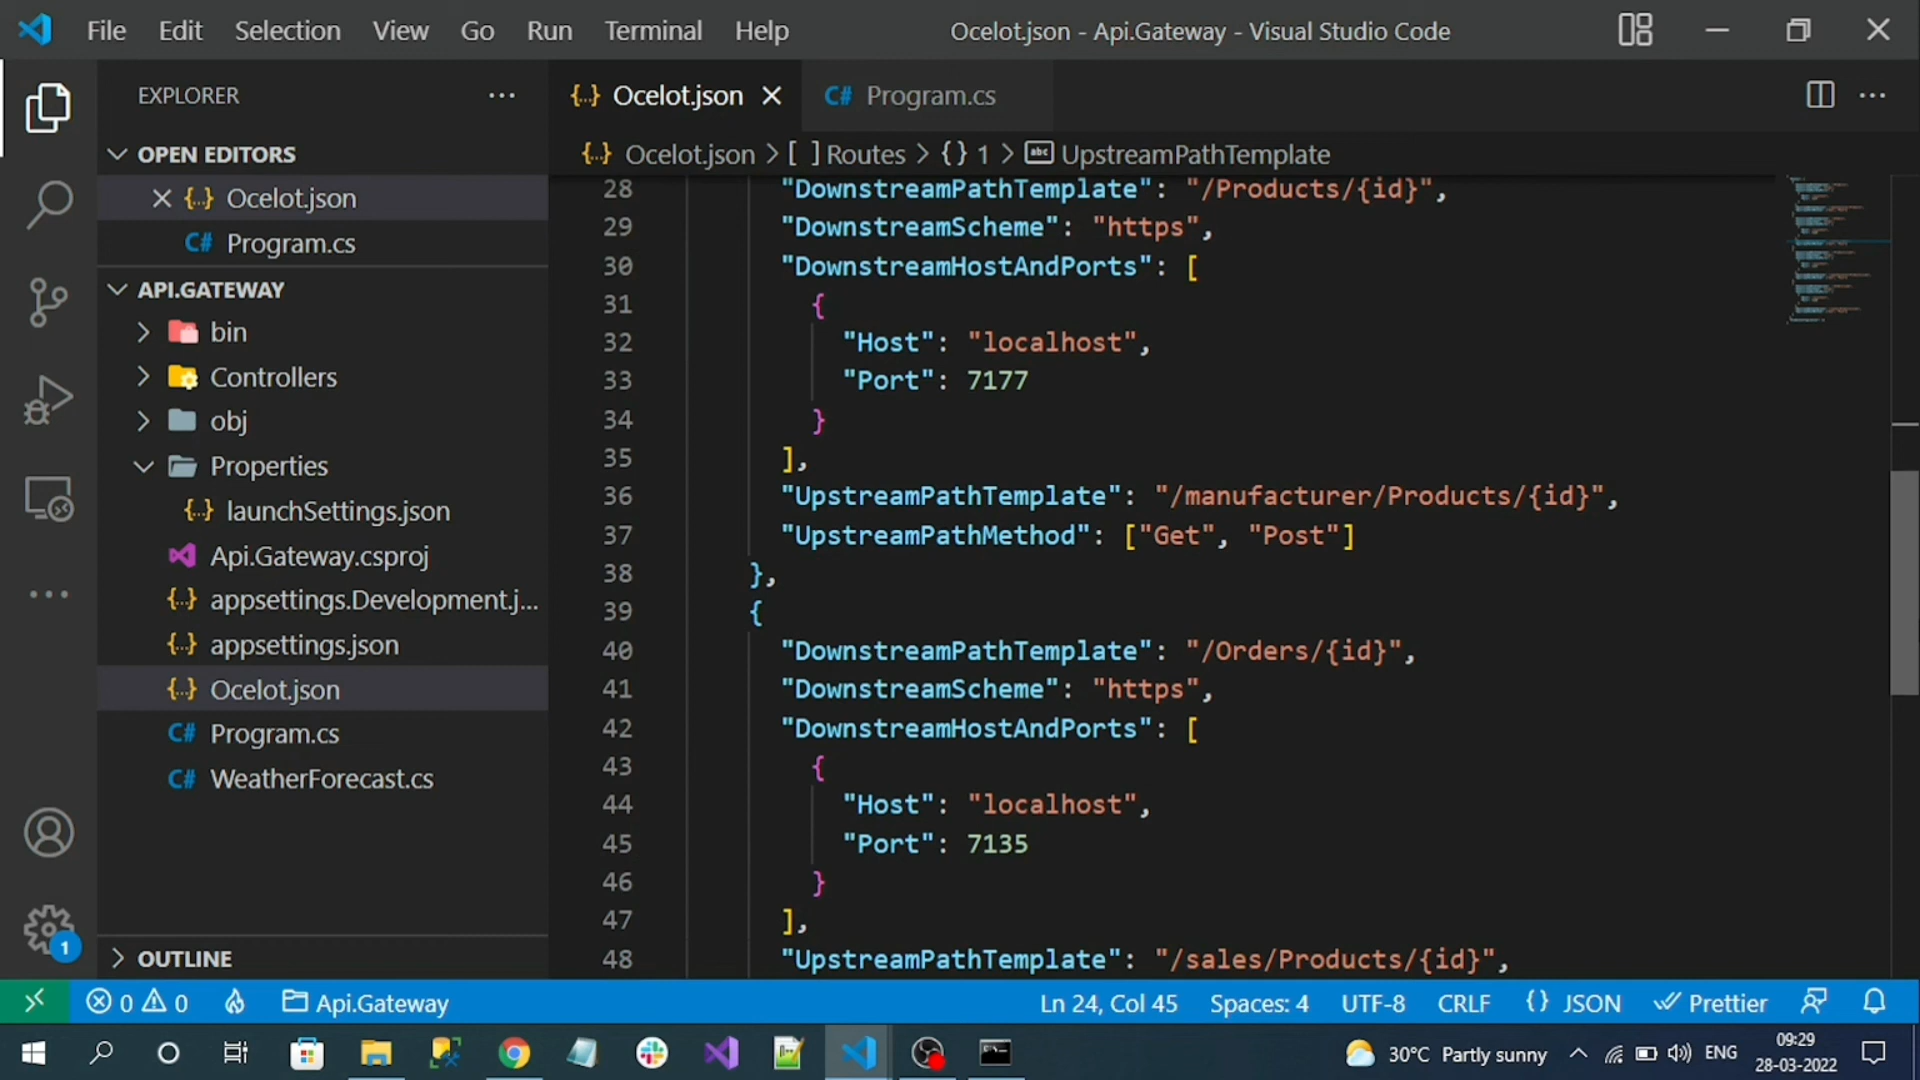 File Edit Selection View Go Run Terminal Help Ocelot.json - Api.Gateway - Visual Studio Code
EXPLORER
OPEN EDITORS
{..} Ocelot.json
C# Program.cs
API.GATEWAY
bin
Controllers
obj
Properties
{..} launchSettings.json
Api.Gateway.csproj
{..} appsettings.Development.j...
{..} appsettings.json
{..} Ocelot.json
C# Program.cs
C# WeatherForecast.cs
OUTLINE
{..} Ocelot.json C# Program.cs
{..} Ocelot.json > [ ] Routes > {} 1 > abc UpstreamPathTemplate
28 "DownstreamPathTemplate": "/Products/{id}",
29 "DownstreamScheme": "https",
30 "DownstreamHostAndPorts": [
31 {
32 "Host": "localhost",
33 "Port": 7177
34 }
35 ],
36 "UpstreamPathTemplate": "/manufacturer/Products/{id}",
37 "UpstreamPathMethod": ["Get", "Post"]
38 },
39 {
40 "DownstreamPathTemplate": "/Orders/{id}",
41 "DownstreamScheme": "https",
42 "DownstreamHostAndPorts": [
43 {
44 "Host": "localhost",
45 "Port": 7135
46 }
47 ],
48 "UpstreamPathTemplate": "/sales/Products/{id}",
1
0 0 Api.Gateway Ln 24, Col 45 Spaces: 4 UTF-8 CRLF {} JSON Prettier
30°C Partly sunny ENG 09:29
28-03-2022